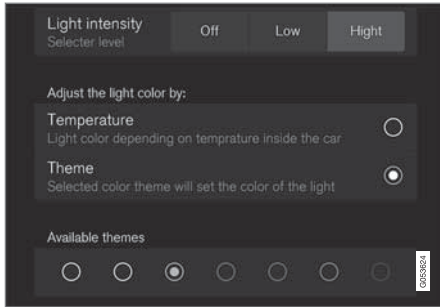 Light intensity
Selecter level
Off
Low
Hight
Adjust the light color by:
Temperature
Light color depending on temprature inside the car
Theme
Selected color theme will set the color of the light
Available themes
G053624